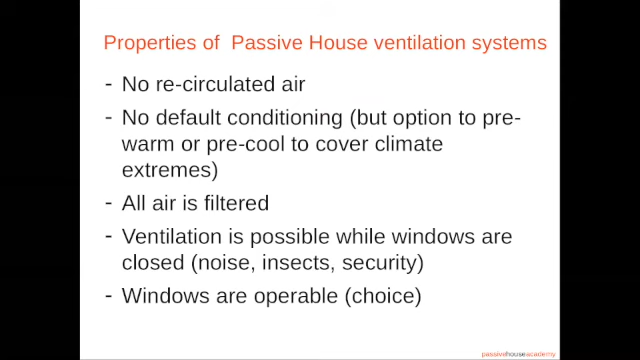 Properties of  Passive House ventilation systems
- No re-circulated air
- No default conditioning (but option to pre-
warm or pre-cool to cover climate
extremes)
- All air is filtered
- Ventilation is possible while windows are
closed (noise, insects, security)
- Windows are operable (choice)
passivehouseacademy